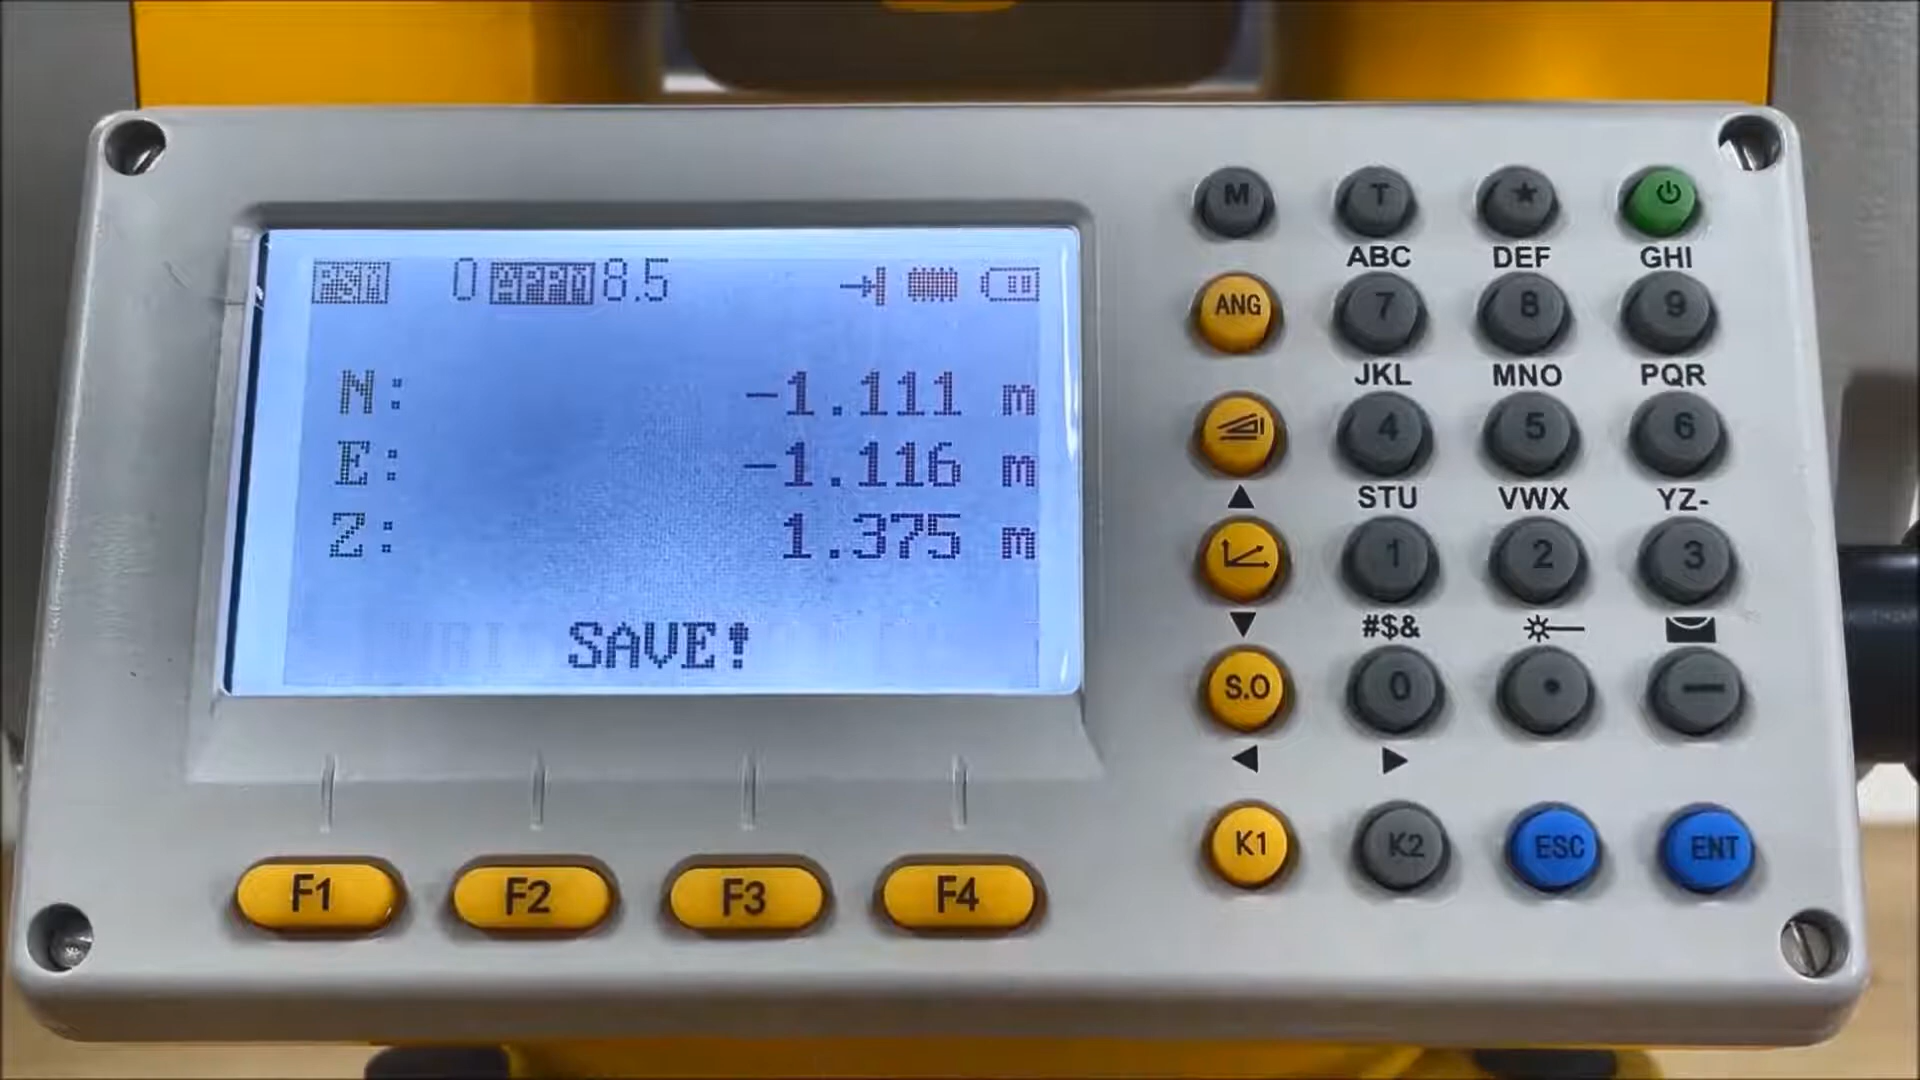 PSM 0 PPM 8.5
N: -1.111 m
E: -1.116 m
Z: 1.375 m
SAVE!
F1 F2 F3 F4
M T ★
ABC DEF GHI
ANG 7 8 9
JKL MNO PQR
4 5 6
▲ STU VWX YZ-
1 2 3
▼ #$&
S.O 0 • —
◀ ▶
K1 K2 ESC ENT